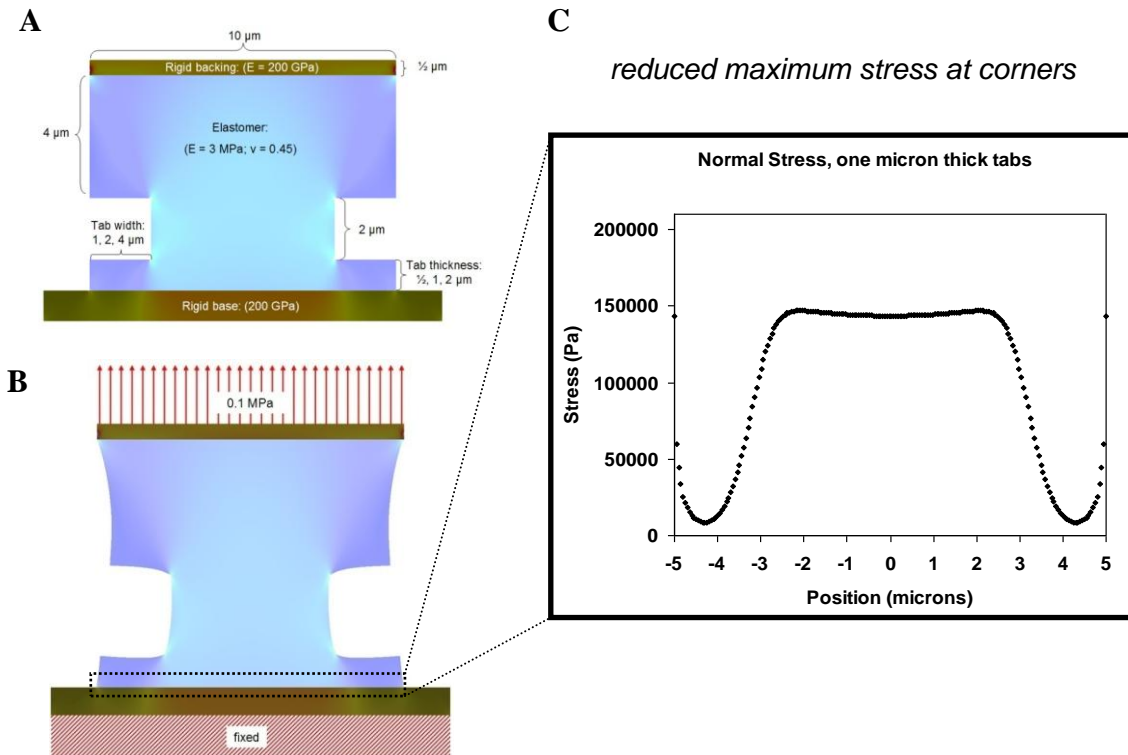 A
10 µm
Rigid backing: (E = 200 GPa)
½ µm
4 µm
Elastomer:
(E = 3 MPa; ν = 0.45)
Tab width:
1, 2, 4 µm
2 µm
Tab thickness:
½, 1, 2 µm
Rigid base: (200 GPa)
B
0.1 MPa
fixed
C
reduced maximum stress at corners
Normal Stress, one micron thick tabs
Stress (Pa)
200000
150000
100000
50000
0
-5 -4 -3 -2 -1 0 1 2 3 4 5
Position (microns)